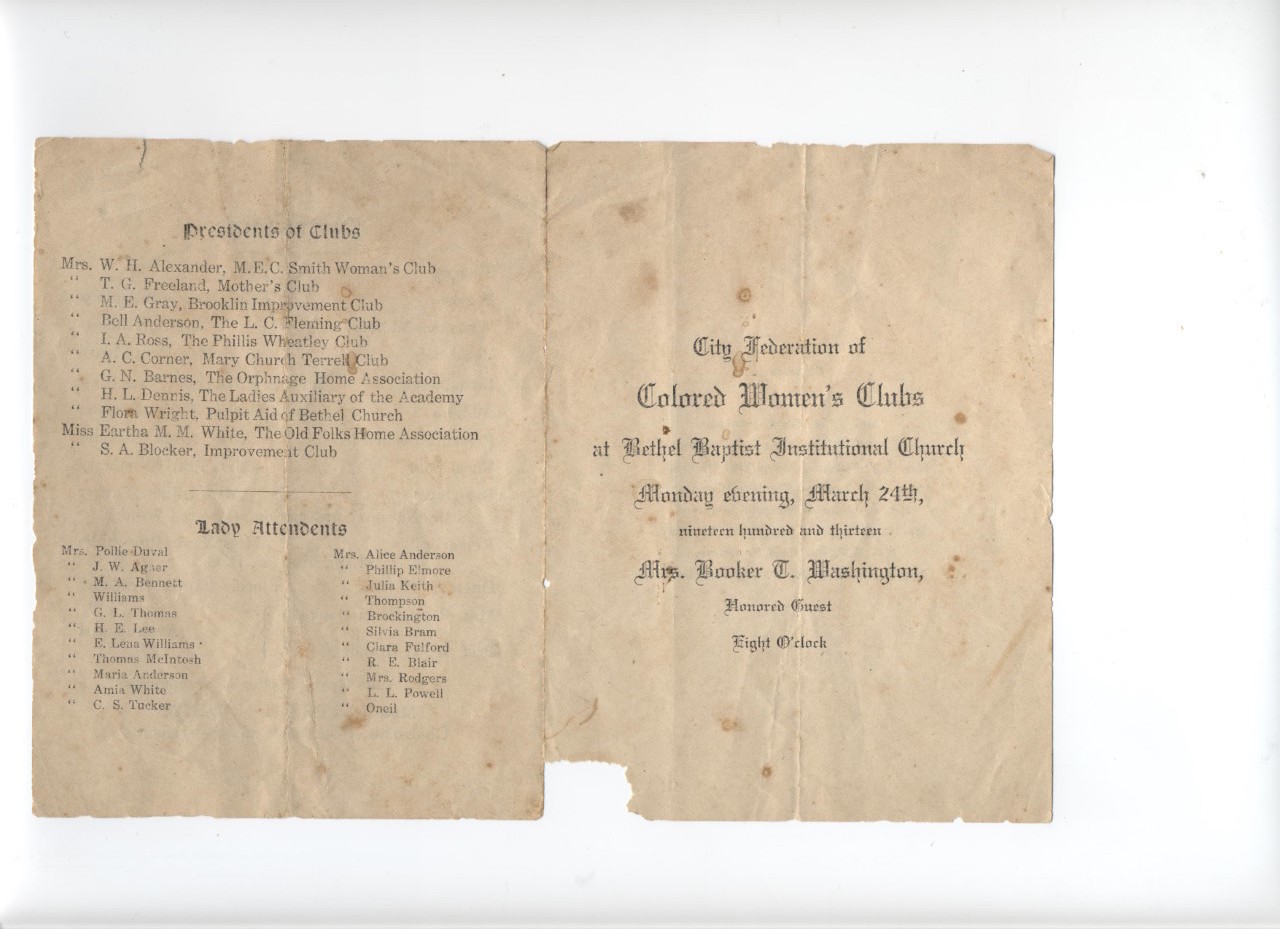 Presidents of Clubs
Mrs. W. H. Alexander, M.E.C. Smith Woman's Club
“ T. G. Freeland, Mother's Club
“ M. E. Gray, Brooklin Improvement Club
“ Bell Anderson, The L. C. Fleming Club
“ I. A. Ross, The Phillis Wheatley Club
“ A. C. Corner, Mary Church Terrell Club
“ G. N. Barnes, The Orphnage Home Association
“ H. L. Dennis, The Ladies Auxiliary of the Academy
“ Flora Wright, Pulpit Aid of Bethel Church
Miss Eartha M. M. White, The Old Folks Home Association
“ S. A. Blocker, Improvement Club
Lady Attendents
Mrs. Pollie Duval
“ J. W. Agner
“ M. A. Bennett
“ Williams
“ G. L. Thomas
“ H. E. Lee
“ E. Lena Williams
“ Thomas McIntosh
“ Maria Anderson
“ Amia White
“ C. S. Tucker
Mrs. Alice Anderson
“ Phillip Elmore
“ Julia Keith
“ Thompson
“ Brockington
“ Silvia Bram
“ Clara Fulford
“ R. E. Blair
“ Mrs. Rodgers
“ L. L. Powell
“ Oneil
City Federation of
Colored Women's Clubs
at Bethel Baptist Institutional Church
Monday evening, March 24th,
nineteen hundred and thirteen
Mrs. Booker T. Washington,
Honored Guest
Eight O'clock